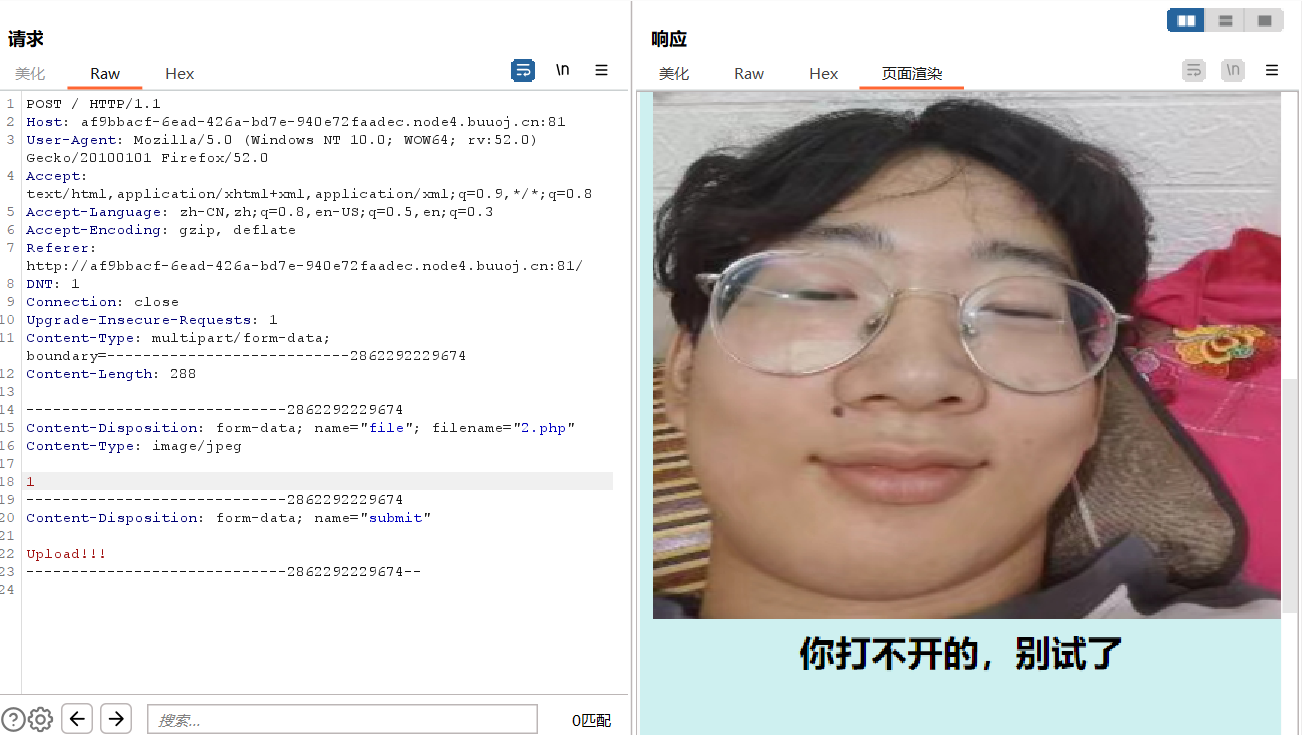 请求
美化 Raw Hex \n
1 POST / HTTP/1.1
2 Host: af9bbacf-6ead-426a-bd7e-940e72faadec.node4.buuoj.cn:81
3 User-Agent: Mozilla/5.0 (Windows NT 10.0; WOW64; rv:52.0)
Gecko/20100101 Firefox/52.0
4 Accept:
text/html,application/xhtml+xml,application/xml;q=0.9,*/*;q=0.8
5 Accept-Language: zh-CN,zh;q=0.8,en-US;q=0.5,en;q=0.3
6 Accept-Encoding: gzip, deflate
7 Referer:
http://af9bbacf-6ead-426a-bd7e-940e72faadec.node4.buuoj.cn:81/
8 DNT: 1
9 Connection: close
10 Upgrade-Insecure-Requests: 1
11 Content-Type: multipart/form-data;
boundary=---------------------------2862292229674
12 Content-Length: 288
13
14 -----------------------------2862292229674
15 Content-Disposition: form-data; name="file"; filename="2.php"
16 Content-Type: image/jpeg
17
18 1
19 -----------------------------2862292229674
20 Content-Disposition: form-data; name="submit"
21
22 Upload!!!
23 -----------------------------2862292229674--
24
搜索... 0匹配
响应
美化 Raw Hex 页面渲染 \n
你打不开的，别试了